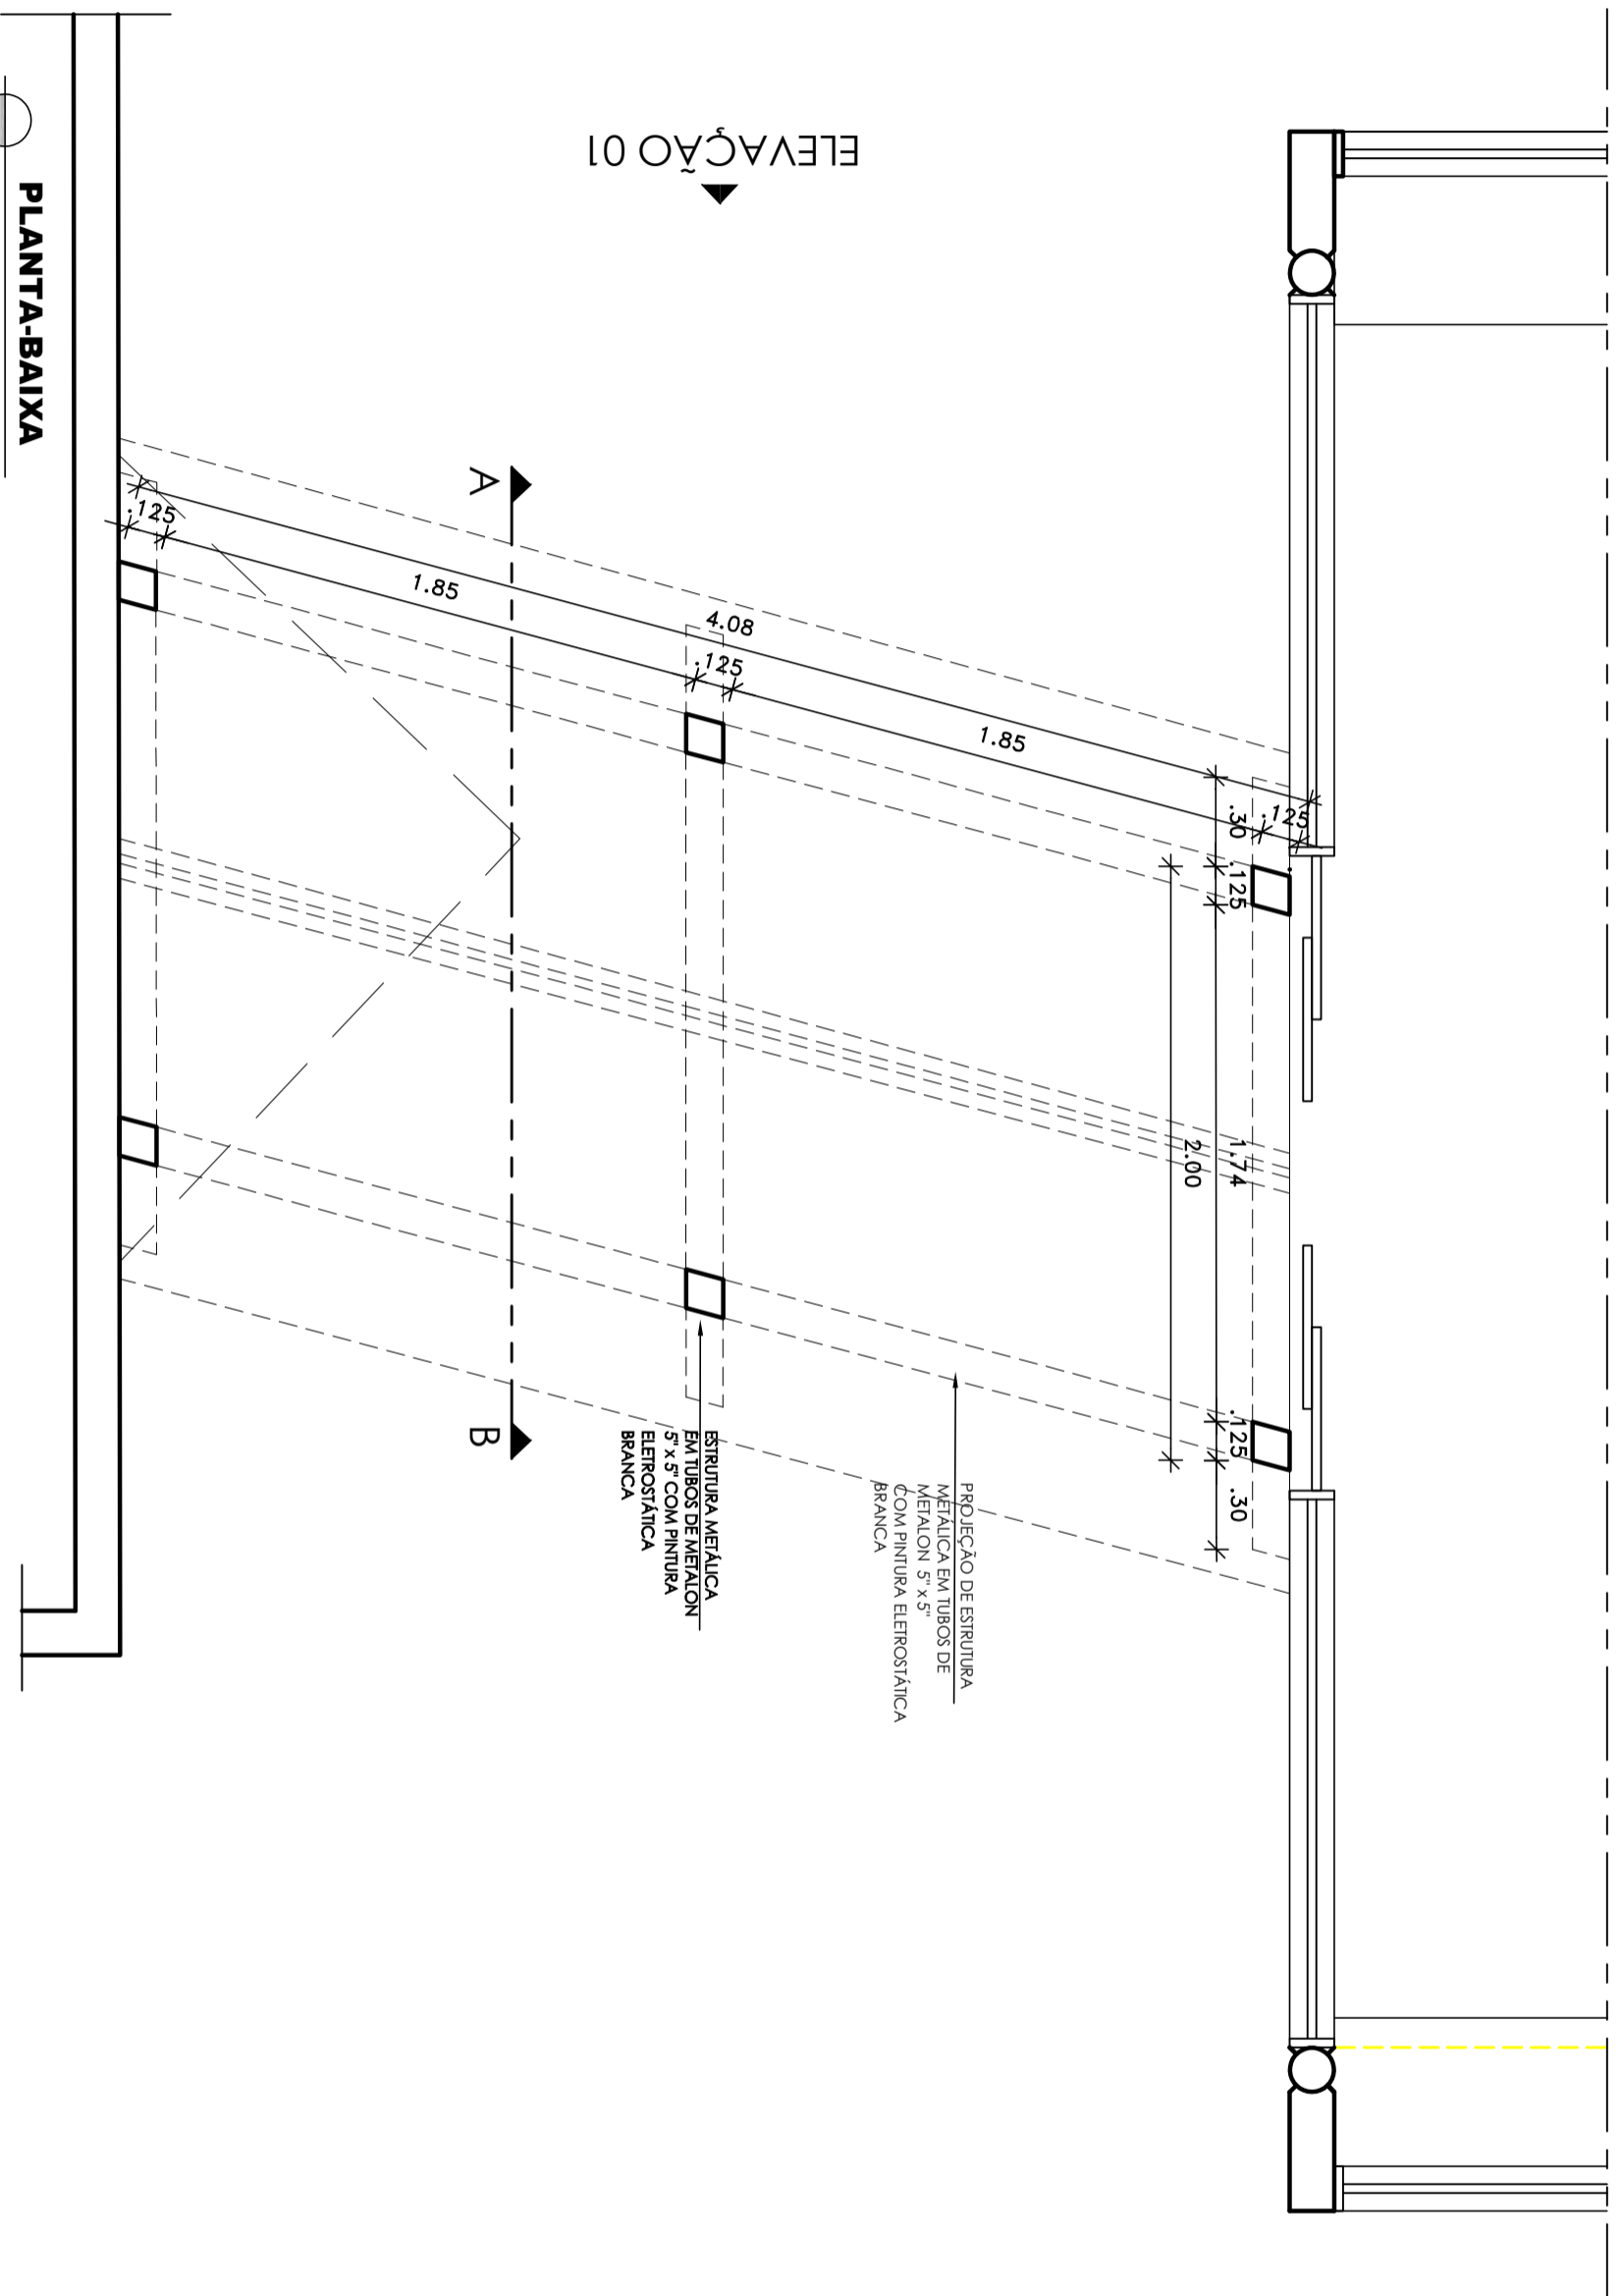 ELEVAÇÃO 01
PLANTA-BAIXA
A
B
.125
1.85
4.08
.125
1.85
.125
.30
.125
1.74
2.00
.125
.30
ESTRUTURA METÁLICA
EM TUBOS DE METALON
5" x 5" COM PINTURA
ELETROSTÁTICA
BRANCA
PROJEÇÃO DE ESTRUTURA
METÁLICA EM TUBOS DE
METALON 5" x 5"
COM PINTURA ELETROSTÁTICA
BRANCA